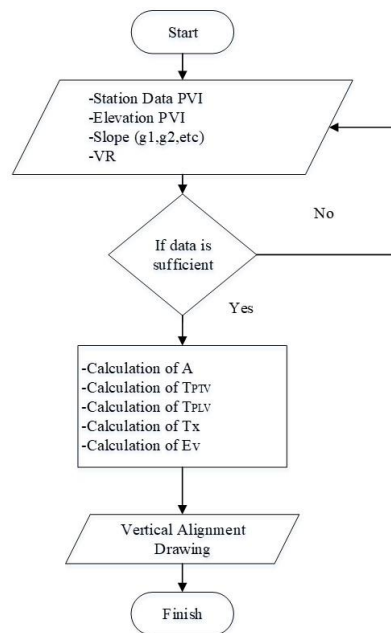 Start
-Station Data PVI
-Elevation PVI
-Slope (g1,g2,etc)
-VR
No
If data is
sufficient
Yes
-Calculation of A
-Calculation of TPTV
-Calculation of TPLV
-Calculation of Tx
-Calculation of EV
Vertical Alignment
Drawing
Finish